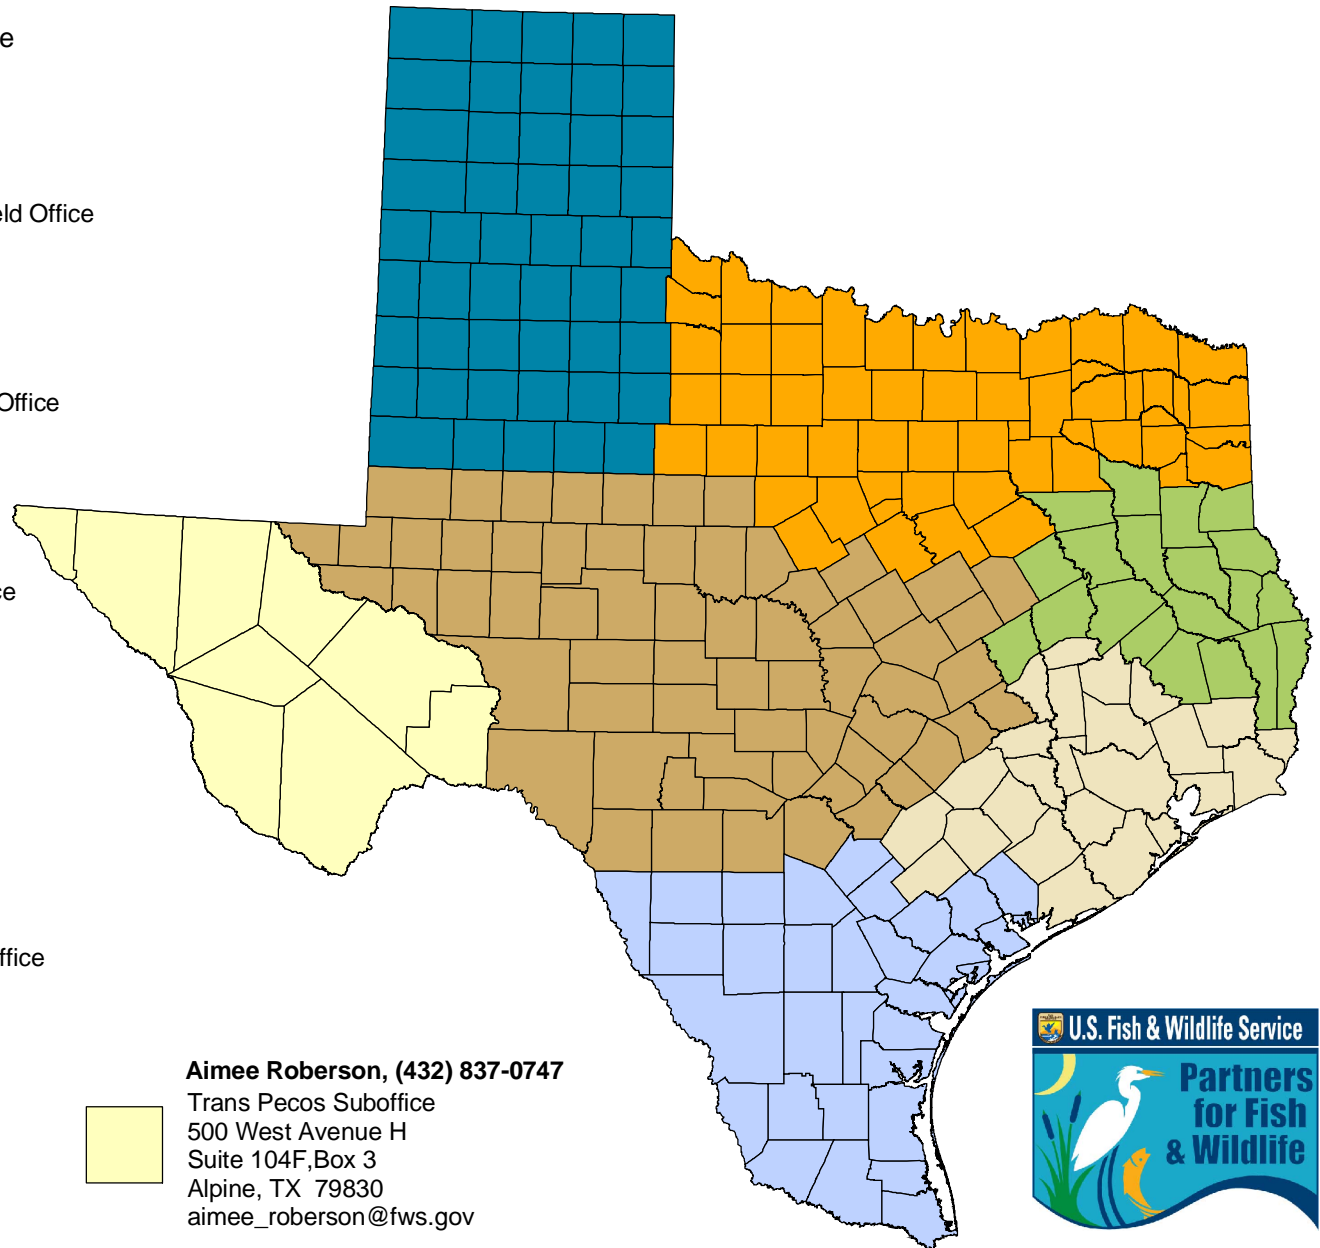 e
eld Office
Office
ce
ffice
Aimee Roberson, (432) 837-0747
Trans Pecos Suboffice
500 West Avenue H
Suite 104F,Box 3
Alpine, TX  79830
aimee_roberson@fws.gov
U.S. Fish & Wildlife Service
Partners
for Fish
& Wildlife